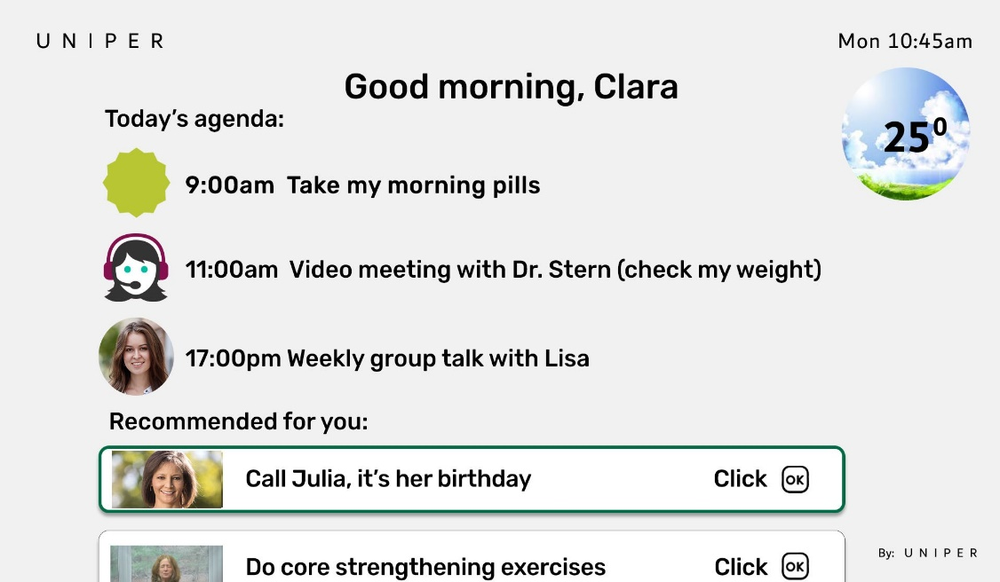 UNIPER
Mon 10:45am
Good morning, Clara
Today’s agenda:
25⁰
9:00am Take my morning pills
11:00am Video meeting with Dr. Stern (check my weight)
17:00pm Weekly group talk with Lisa
Recommended for you:
Call Julia, it’s her birthday Click OK
Do core strengthening exercises Click OK
By: UNIPER